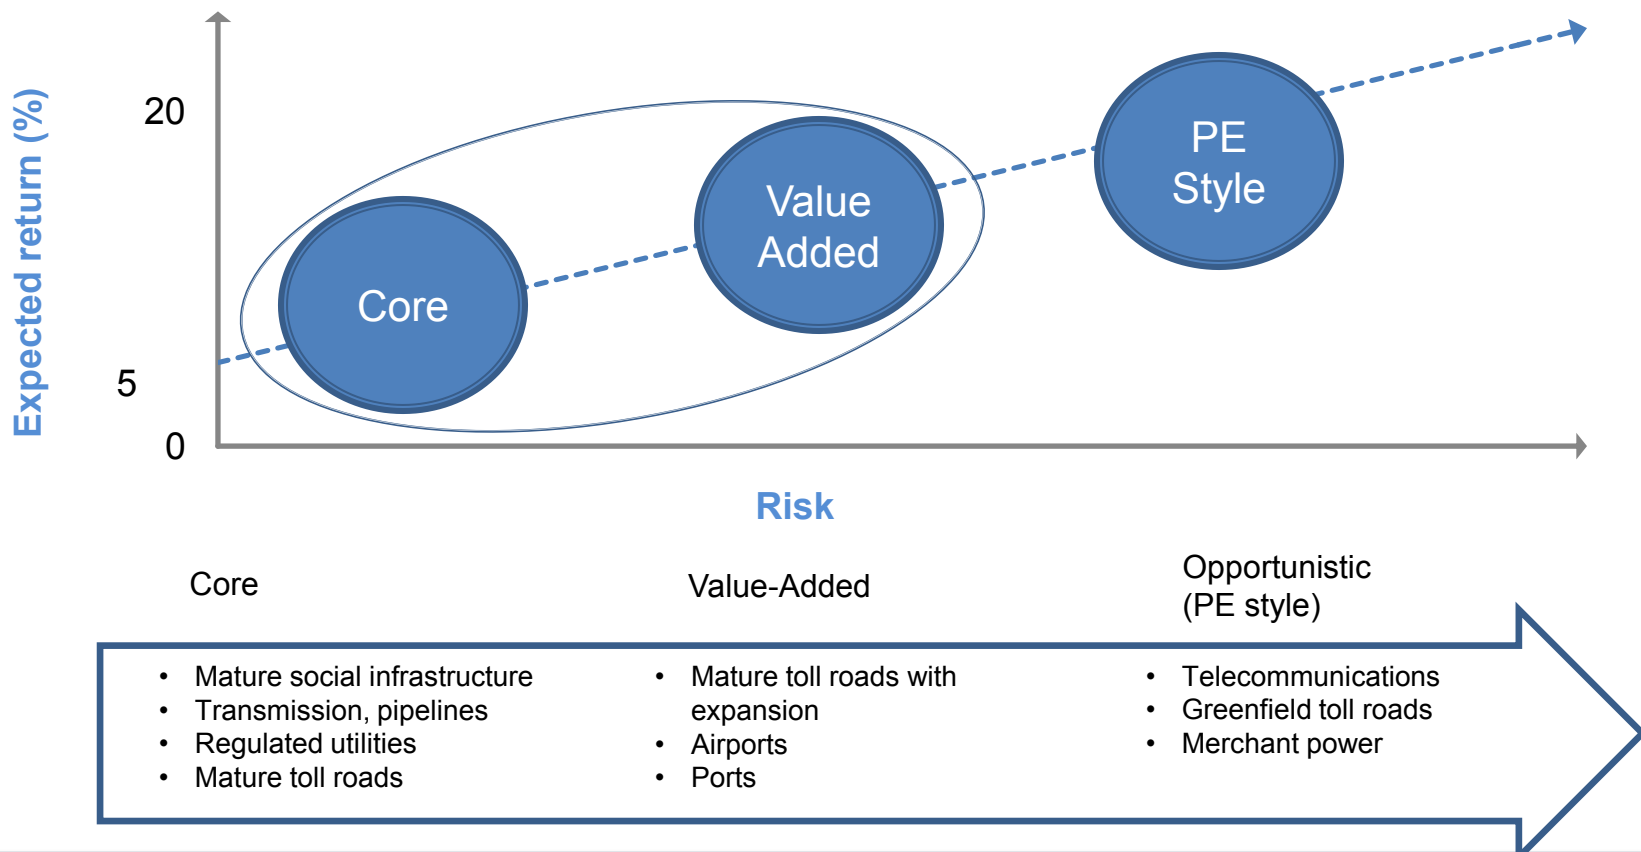 Expected return (%)
20
5
0
Core
Value
Added
PE
Style
Risk
Core
Value-Added
Opportunistic
(PE style)
• Mature social infrastructure
• Transmission, pipelines
• Regulated utilities
• Mature toll roads
• Mature toll roads with
expansion
• Airports
• Ports
• Telecommunications
• Greenfield toll roads
• Merchant power